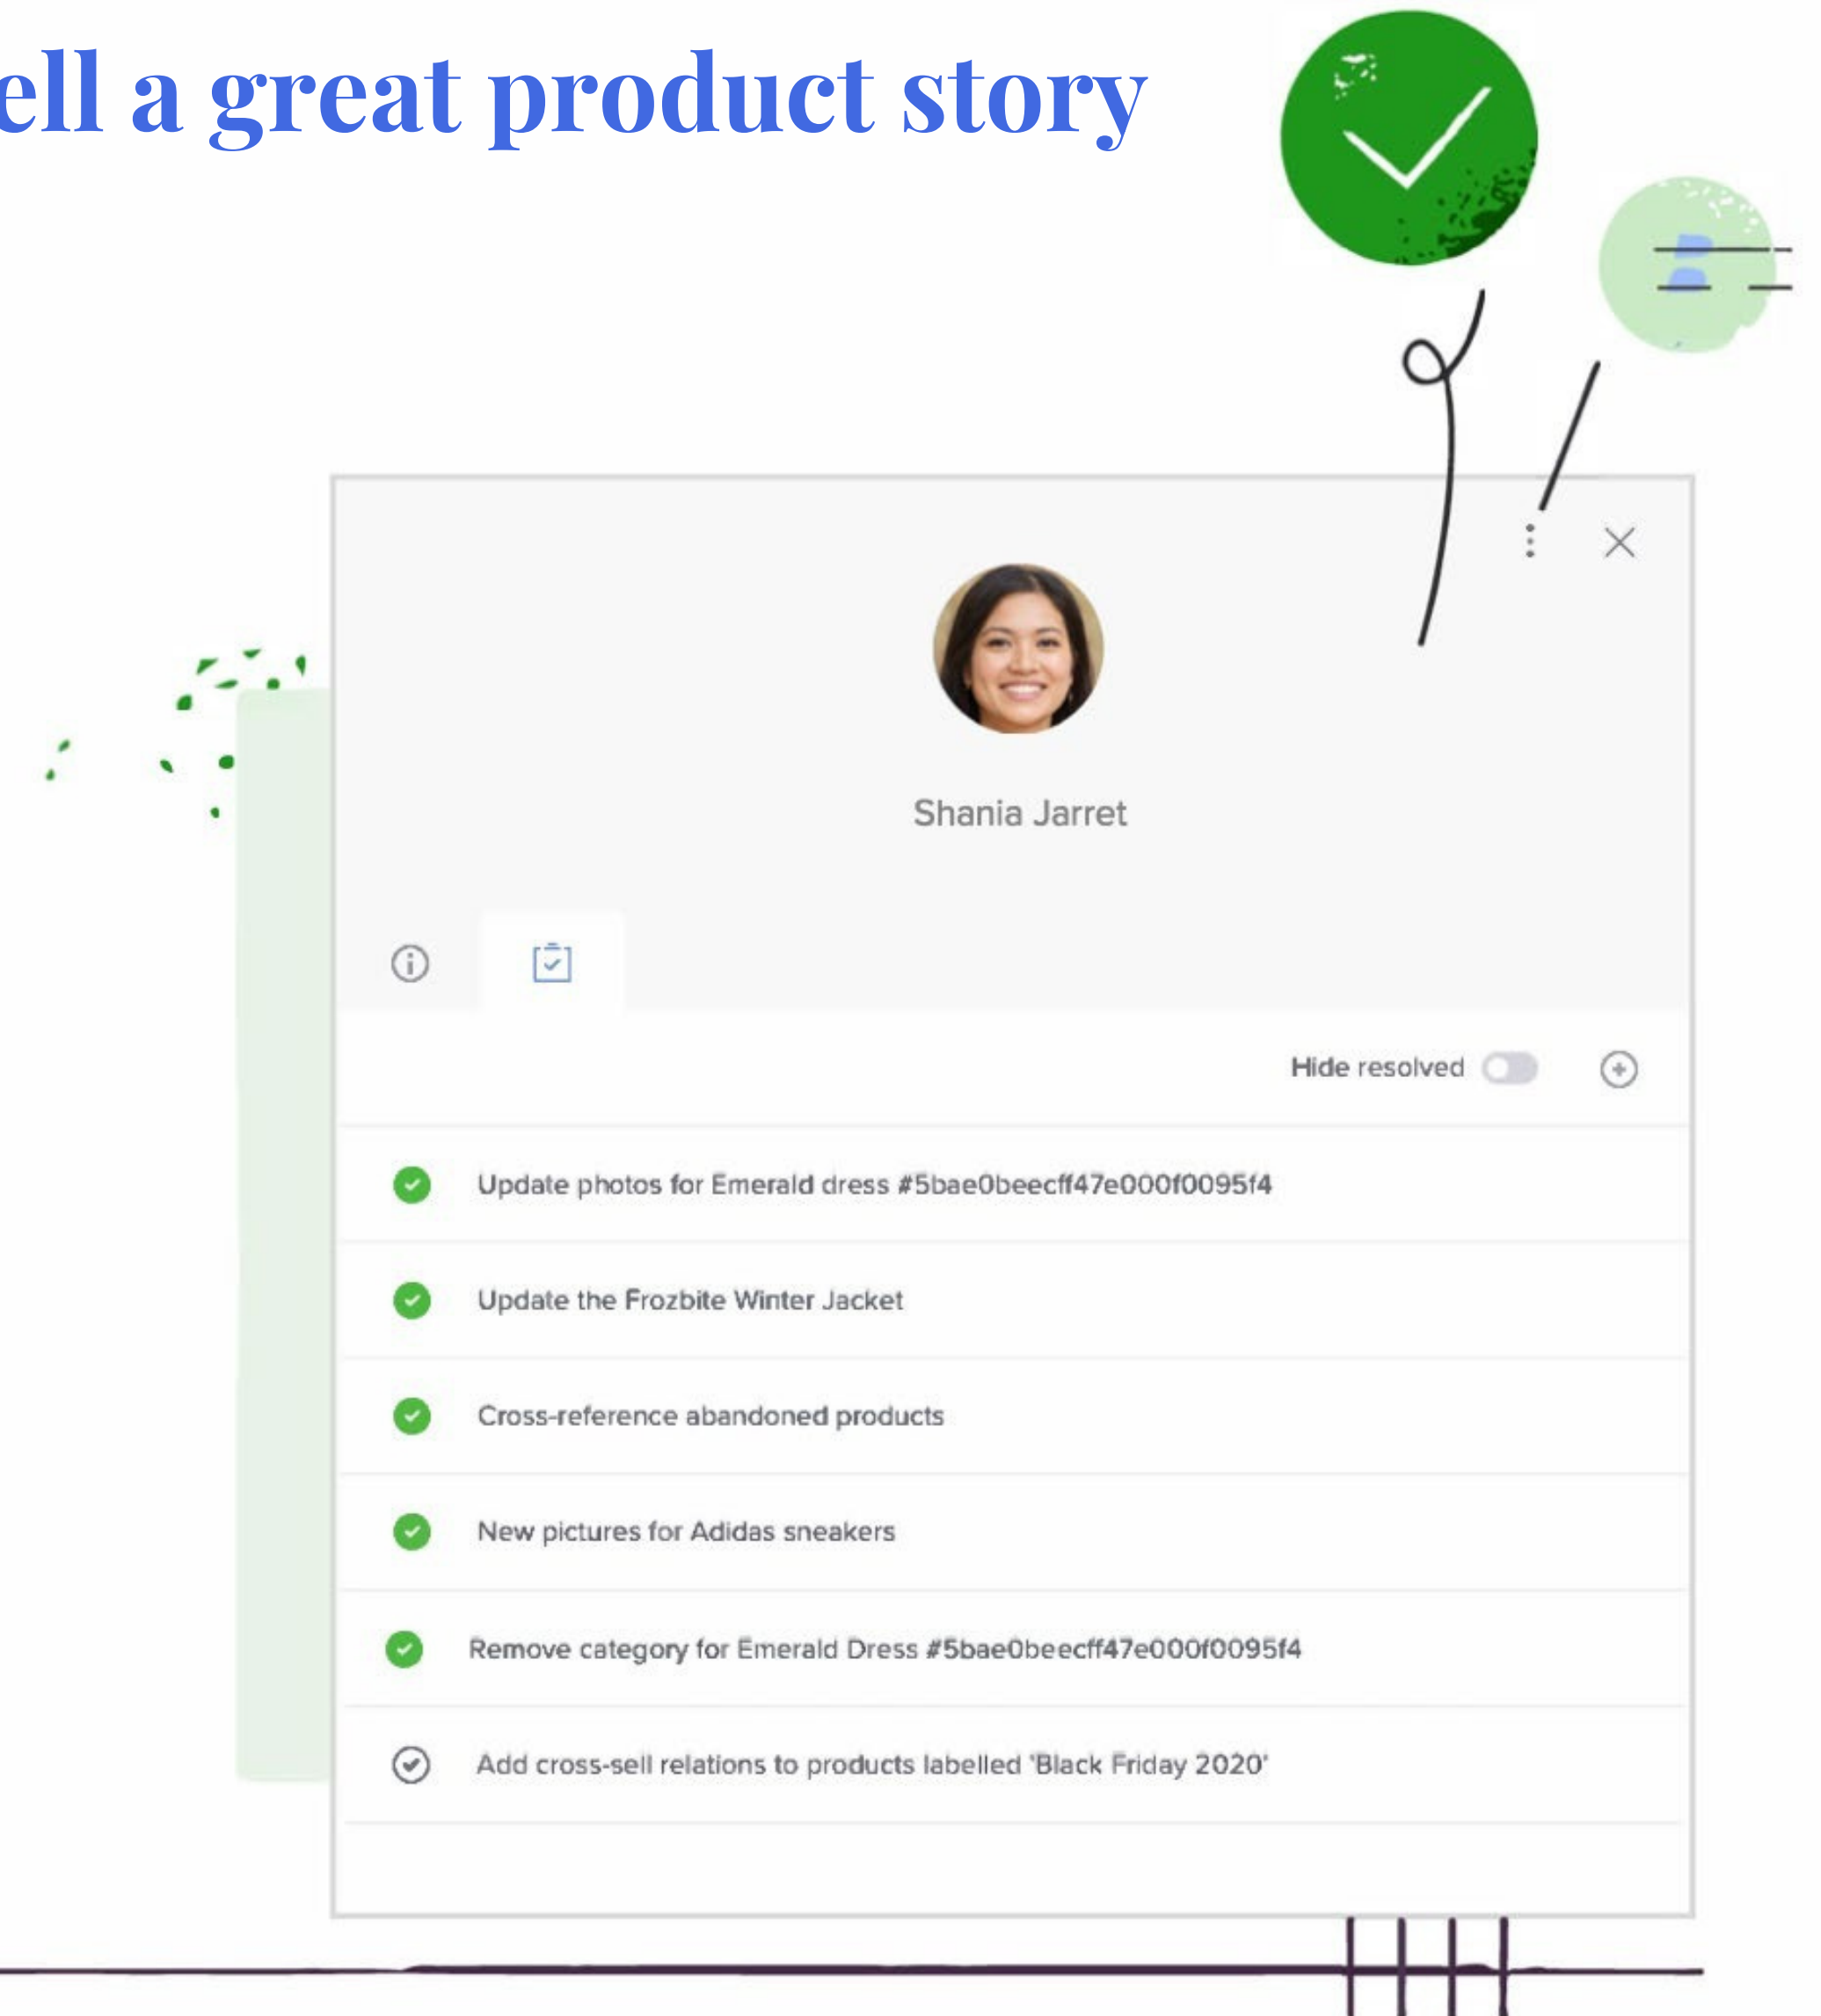 ell a great product story
Shania Jarret
Hide resolved
Update photos for Emerald dress #5bae0beecff47e000f0095f4
Update the Frozbite Winter Jacket
Cross-reference abandoned products
New pictures for Adidas sneakers
Remove category for Emerald Dress #5bae0beecff47e000f0095f4
Add cross-sell relations to products labelled 'Black Friday 2020'